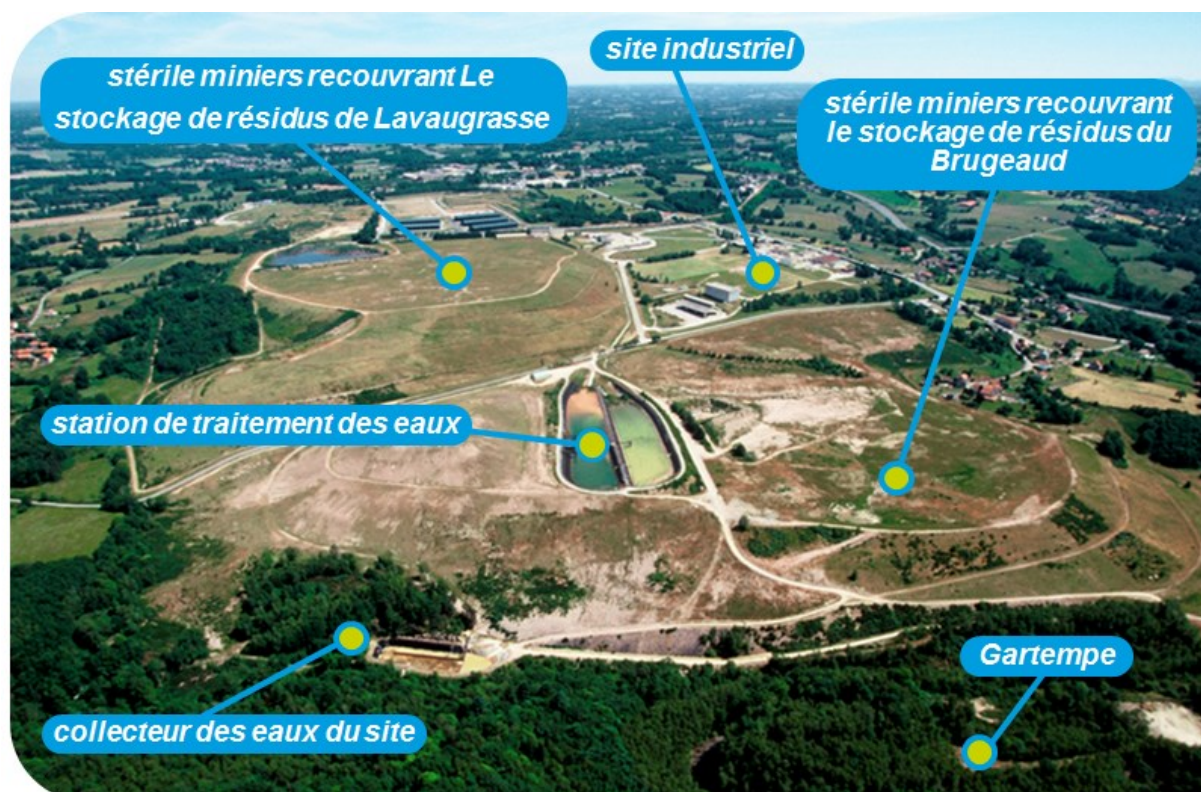 stérile miniers recouvrant Le
stockage de résidus de Lavaugrasse
site industriel
stérile miniers recouvrant
le stockage de résidus du
Brugeaud
station de traitement des eaux
Gartempe
collecteur des eaux du site